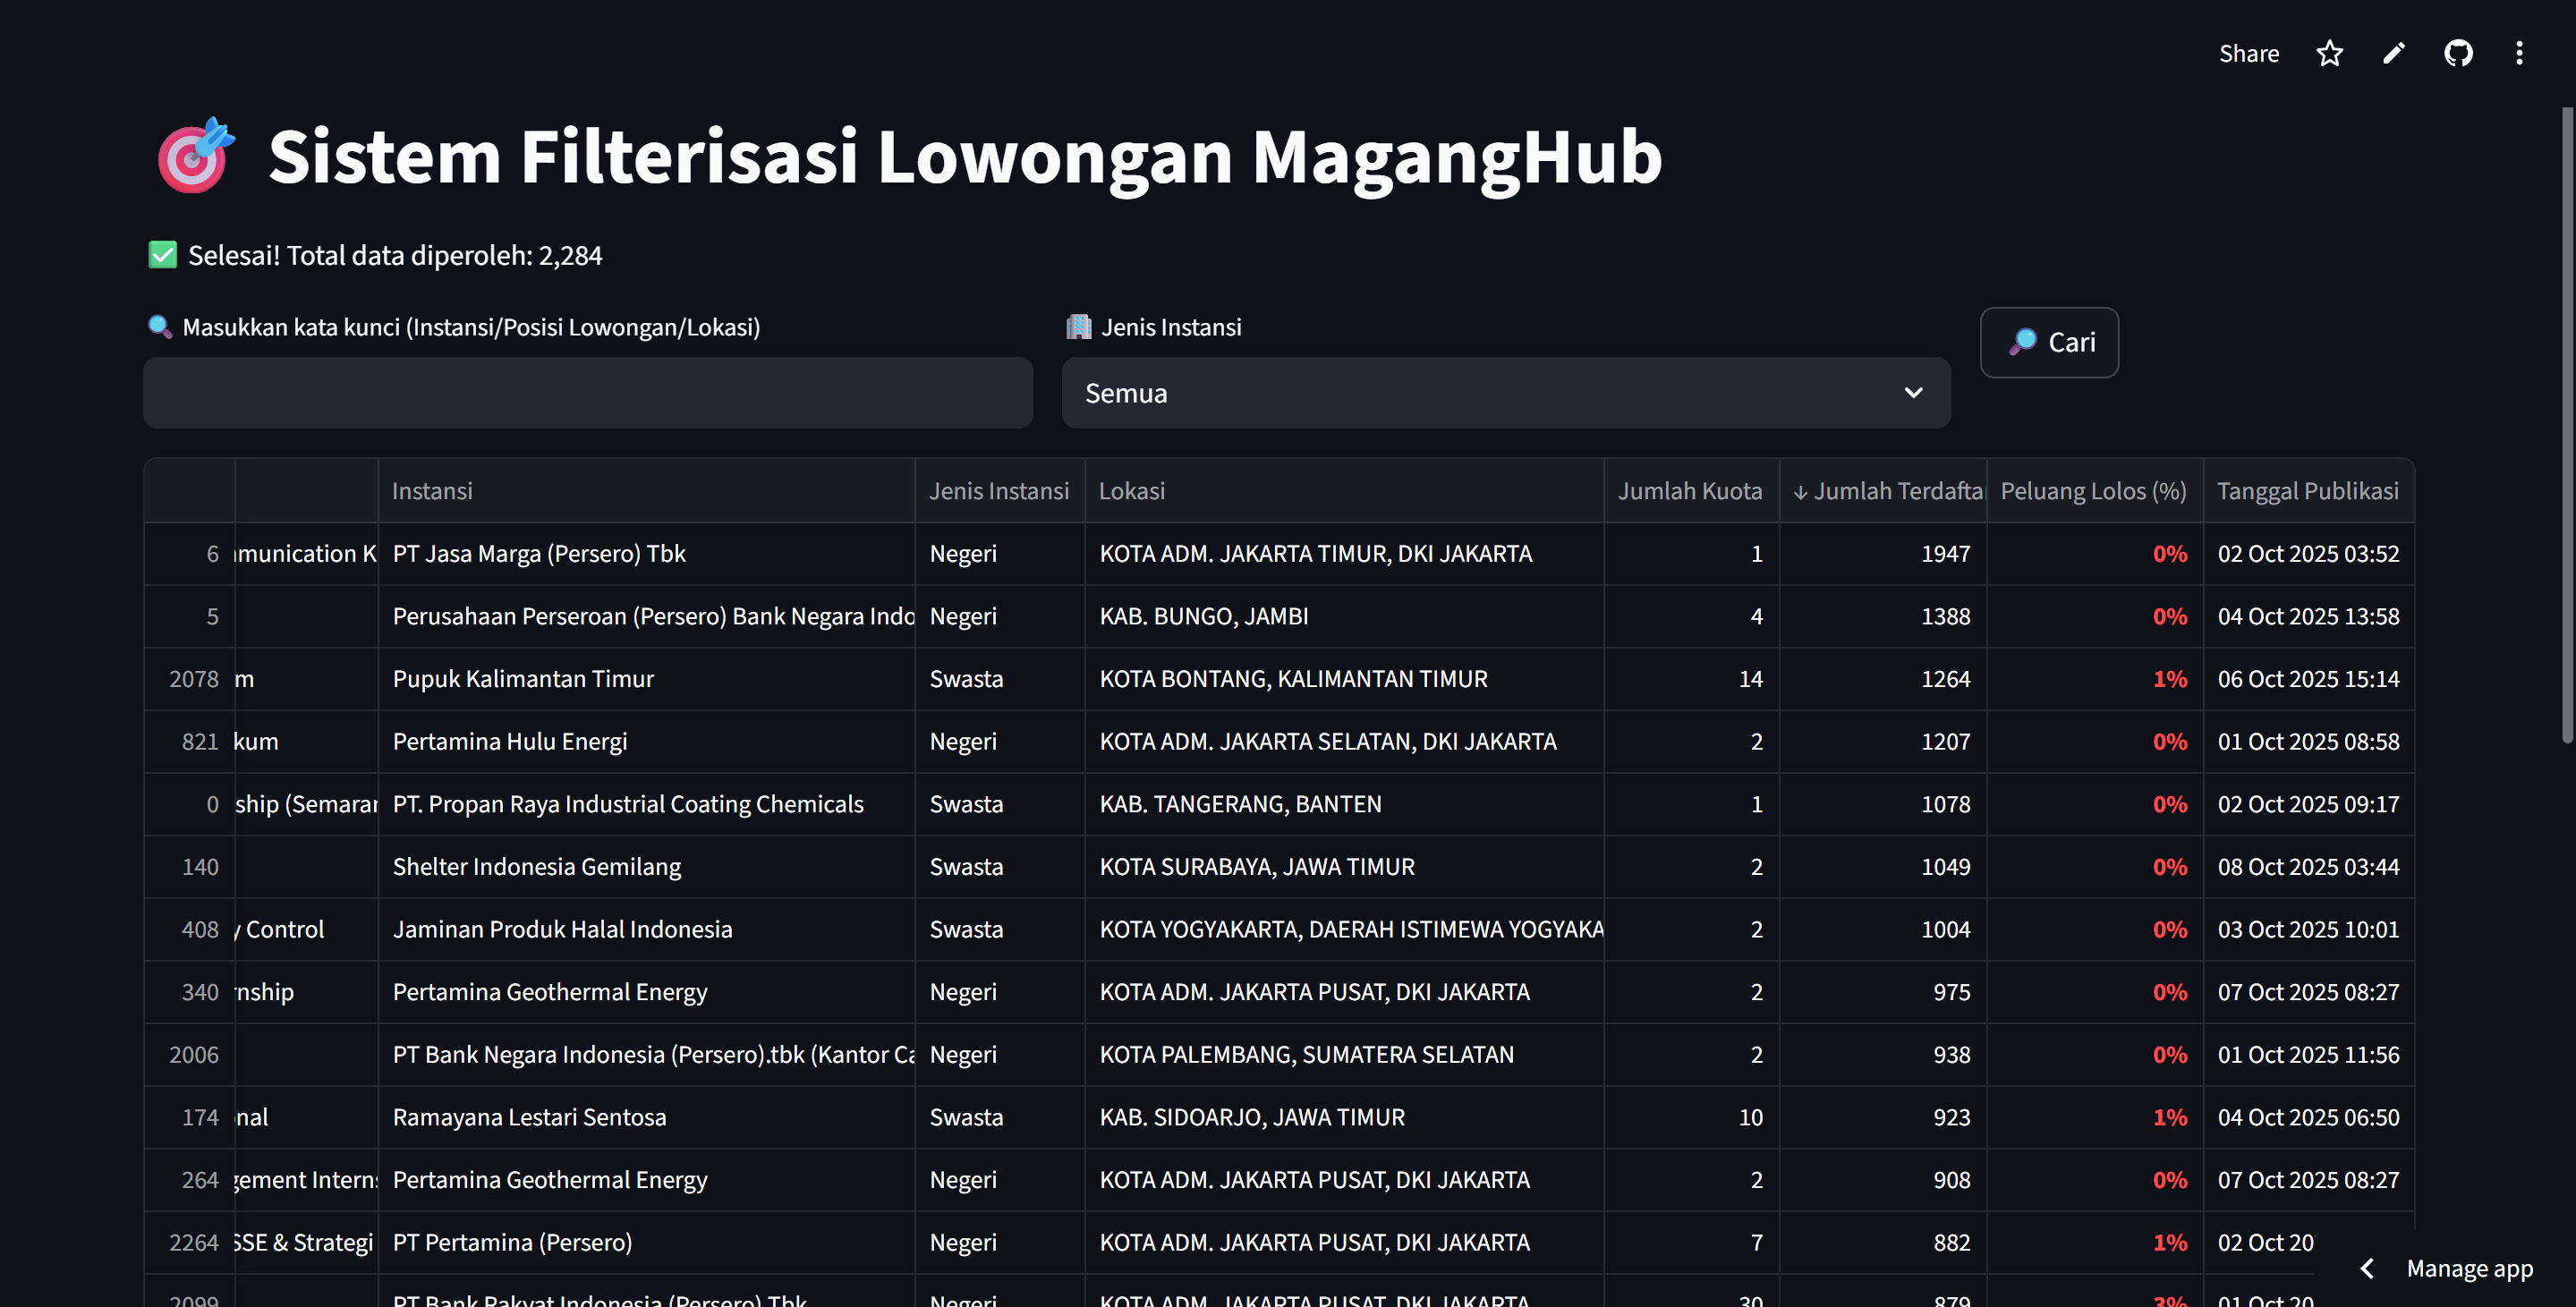 Share
Sistem Filterisasi Lowongan MagangHub
Selesai! Total data diperoleh: 2,284
Masukkan kata kunci (Instansi/Posisi Lowongan/Lokasi)
Jenis Instansi
Cari
Semua
Instansi Jenis Instansi Lokasi Jumlah Kuota ↓ Jumlah Terdaftar Peluang Lolos (%) Tanggal Publikasi
6 munication K PT Jasa Marga (Persero) Tbk Negeri KOTA ADM. JAKARTA TIMUR, DKI JAKARTA 1 1947 0% 02 Oct 2025 03:52
5 Perusahaan Perseroan (Persero) Bank Negara Indo Negeri KAB. BUNGO, JAMBI 4 1388 0% 04 Oct 2025 13:58
2078 m Pupuk Kalimantan Timur Swasta KOTA BONTANG, KALIMANTAN TIMUR 14 1264 1% 06 Oct 2025 15:14
821 kum Pertamina Hulu Energi Negeri KOTA ADM. JAKARTA SELATAN, DKI JAKARTA 2 1207 0% 01 Oct 2025 08:58
0 ship (Semaran PT. Propan Raya Industrial Coating Chemicals Swasta KAB. TANGERANG, BANTEN 1 1078 0% 02 Oct 2025 09:17
140 Shelter Indonesia Gemilang Swasta KOTA SURABAYA, JAWA TIMUR 2 1049 0% 08 Oct 2025 03:44
408 y Control Jaminan Produk Halal Indonesia Swasta KOTA YOGYAKARTA, DAERAH ISTIMEWA YOGYAKA 2 1004 0% 03 Oct 2025 10:01
340 rnship Pertamina Geothermal Energy Negeri KOTA ADM. JAKARTA PUSAT, DKI JAKARTA 2 975 0% 07 Oct 2025 08:27
2006 PT Bank Negara Indonesia (Persero).tbk (Kantor Ca Negeri KOTA PALEMBANG, SUMATERA SELATAN 2 938 0% 01 Oct 2025 11:56
174 nal Ramayana Lestari Sentosa Swasta KAB. SIDOARJO, JAWA TIMUR 10 923 1% 04 Oct 2025 06:50
264 gement Interns Pertamina Geothermal Energy Negeri KOTA ADM. JAKARTA PUSAT, DKI JAKARTA 2 908 0% 07 Oct 2025 08:27
2264 SSE & Strategi PT Pertamina (Persero) Negeri KOTA ADM. JAKARTA PUSAT, DKI JAKARTA 7 882 1% 02 Oct 20
2099 PT Bank Rakyat Indonesia (Persero) Tbk Negeri KOTA ADM. JAKARTA PUSAT, DKI JAKARTA 30 879 3% 01 Oct 20
Manage app